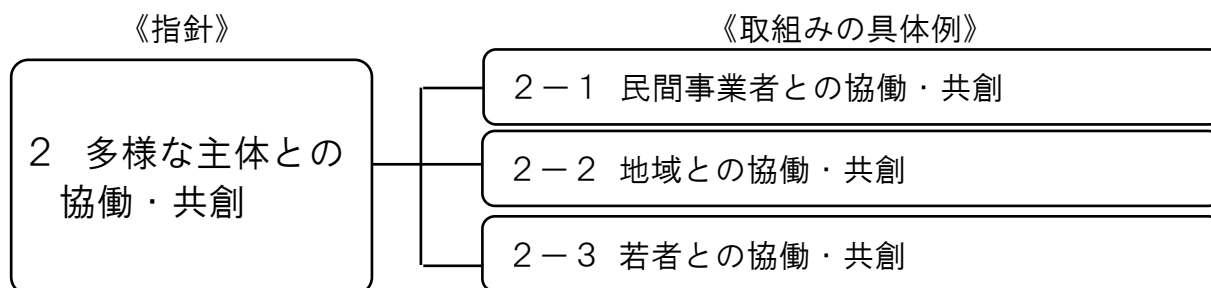 《指針》
《取組みの具体例》
２　多様な主体との
協働・共創
２－１ 民間事業者との協働・共創
２－２ 地域との協働・共創
２－３ 若者との協働・共創